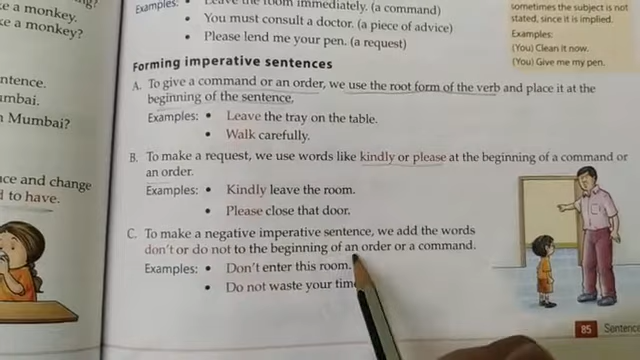 ke a monkey.
ke a monkey?
ntence.
mbai.
n Mumbai?
ace and change
d to have.
Examples: • Leave the room immediately. (a command)
• You must consult a doctor. (a piece of advice)
• Please lend me your pen. (a request)
sometimes the subject is not
stated, since it is implied.
Examples:
(You) Clean it now.
(You) Give me my pen.
Forming imperative sentences
A. To give a command or an order, we use the root form of the verb and place it at the
beginning of the sentence.
Examples: • Leave the tray on the table.
• Walk carefully.
B. To make a request, we use words like kindly or please at the beginning of a command or
an order.
Examples: • Kindly leave the room.
• Please close that door.
C. To make a negative imperative sentence, we add the words
don't or do not to the beginning of an order or a command.
Examples: • Don't enter this room.
• Do not waste your time
85 Sentence